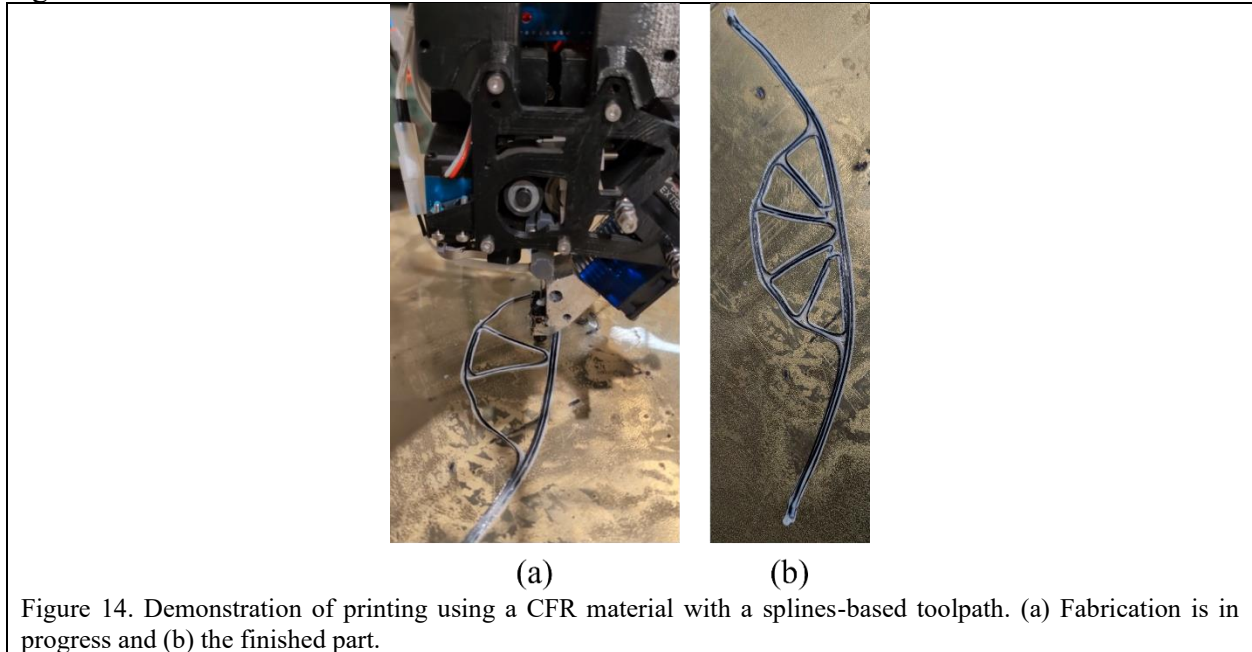 (a)
(b)
Figure 14. Demonstration of printing using a CFR material with a splines-based toolpath. (a) Fabrication is in
progress and (b) the finished part.